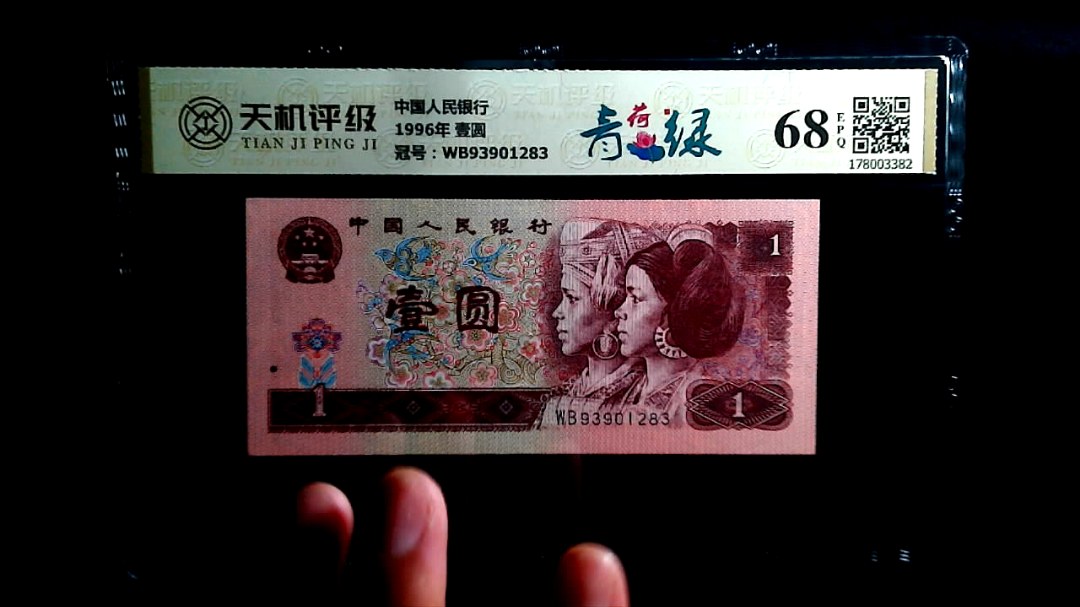 天机评级
TIAN JI PING JI
中国人民银行
1996年 壹圆
冠号：WB93901283
青荷绿
68
EPQ
178003382
中国人民银行
1
壹圆
1
WB93901283
1